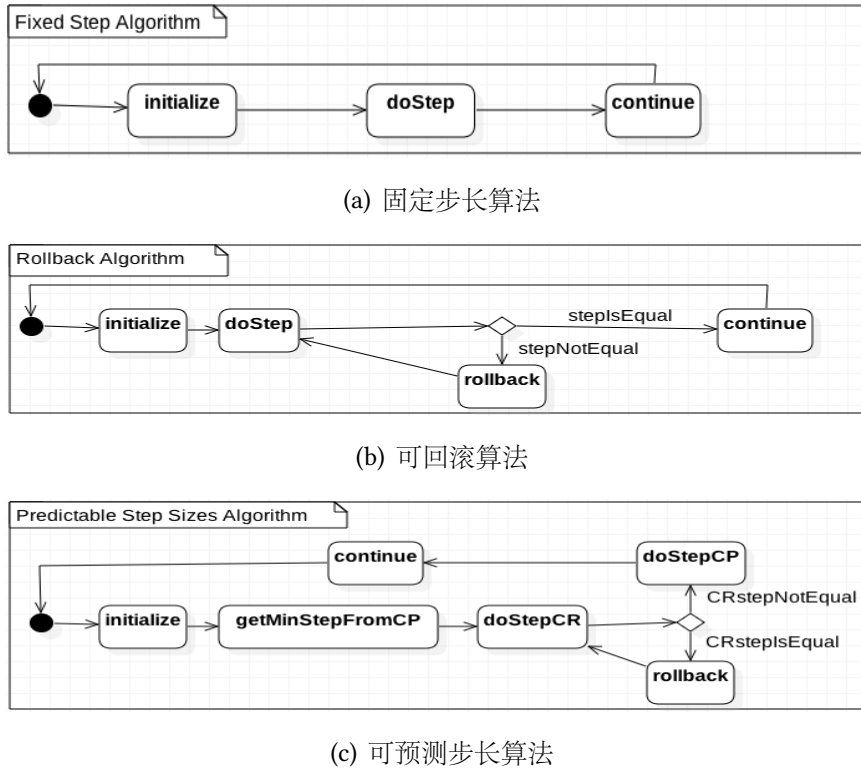 Fixed Step Algorithm
initialize
doStep
continue
(a) 固定步长算法
Rollback Algorithm
initialize
doStep
stepIsEqual
continue
stepNotEqual
rollback
(b) 可回滚算法
Predictable Step Sizes Algorithm
continue
doStepCP
CRstepNotEqual
initialize
getMinStepFromCP
doStepCR
CRstepIsEqual
rollback
(c) 可预测步长算法